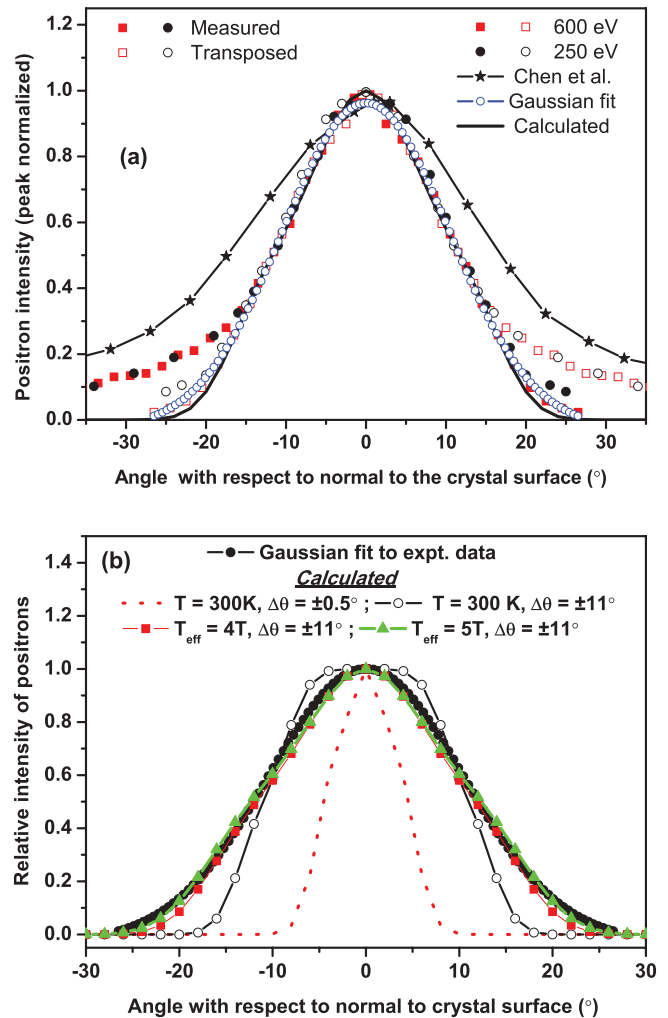 Measured
Transposed
600 eV
250 eV
Chen et al.
Gaussian fit
Calculated
(a)
Positron intensity (peak normalized)
1.0
0.8
0.6
0.4
0.2
0.0
-30 -20 -10 0 10 20 30
Angle with respect to normal to the crystal surface (°)
(b)
Gaussian fit to expt. data
Calculated
T = 300K, Δθ = ±0.5° ; T = 300 K, Δθ = ±11°
Teff = 4T, Δθ = ±11° ; Teff = 5T, Δθ = ±11°
Relative intensity of positrons
1.4
1.2
1.0
0.8
0.6
0.4
0.2
0.0
-30 -20 -10 0 10 20 30
Angle with respect to normal to crystal surface (°)